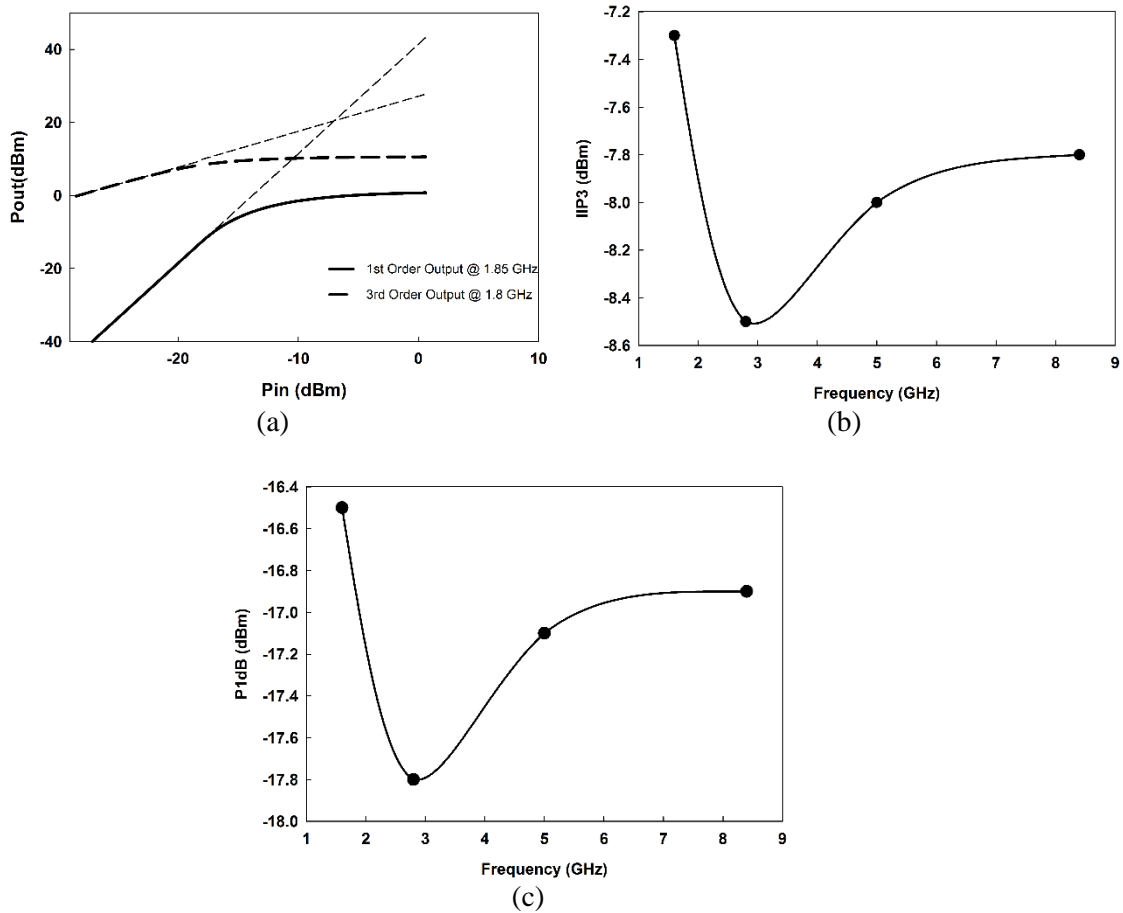 40
20
0
-20
-40
Pout(dBm)
1st Order Output @ 1.85 GHz
3rd Order Output @ 1.8 GHz
-20 -10 0 10
Pin (dBm)
(a)
-7.2
-7.4
-7.6
-7.8
-8.0
-8.2
-8.4
-8.6
IIP3 (dBm)
1 2 3 4 5 6 7 8 9
Frequency (GHz)
(b)
-16.4
-16.6
-16.8
-17.0
-17.2
-17.4
-17.6
-17.8
-18.0
P1dB (dBm)
1 2 3 4 5 6 7 8 9
Frequency (GHz)
(c)